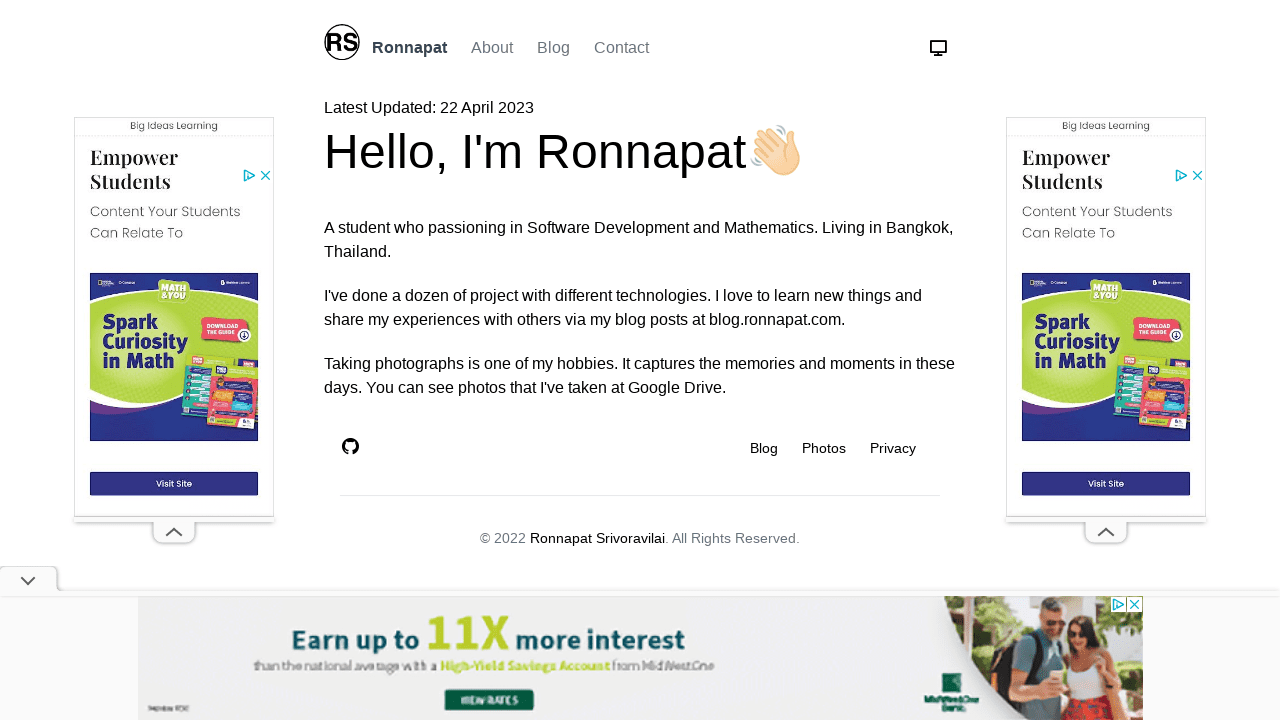 RS
Ronnapat About Blog Contact
Latest Updated: 22 April 2023
Hello, I'm Ronnapat
A student who passioning in Software Development and Mathematics. Living in Bangkok,
Thailand.
I've done a dozen of project with different technologies. I love to learn new things and
share my experiences with others via my blog posts at blog.ronnapat.com.
Taking photographs is one of my hobbies. It captures the memories and moments in these
days. You can see photos that I've taken at Google Drive.
Blog Photos Privacy
© 2022 Ronnapat Srivoravilai. All Rights Reserved.
Big Ideas Learning
Empower
Students
Content Your Students
Can Relate To
MATH
&YOU
Spark
Curiosity
in Math
DOWNLOAD
THE GUIDE
Visit Site
Big Ideas Learning
Empower
Students
Content Your Students
Can Relate To
MATH
&YOU
Spark
Curiosity
in Math
DOWNLOAD
THE GUIDE
Visit Site
Earn up to 11X more interest
than the national average with a High-Yield Savings Account from MidWestOne
VIEW RATES
Member FDIC
MidWestOne
Bank